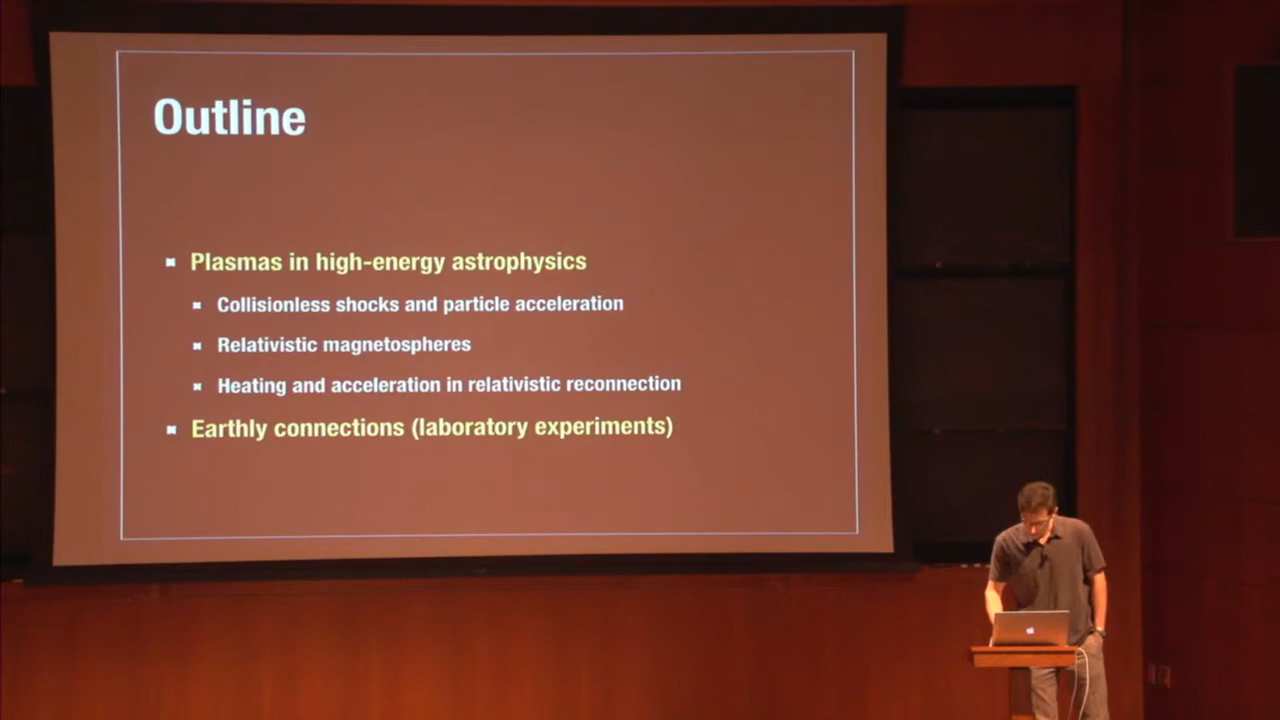 Outline
Plasmas in high-energy astrophysics
Collisionless shocks and particle acceleration
Relativistic magnetospheres
Heating and acceleration in relativistic reconnection
Earthly connections (laboratory experiments)